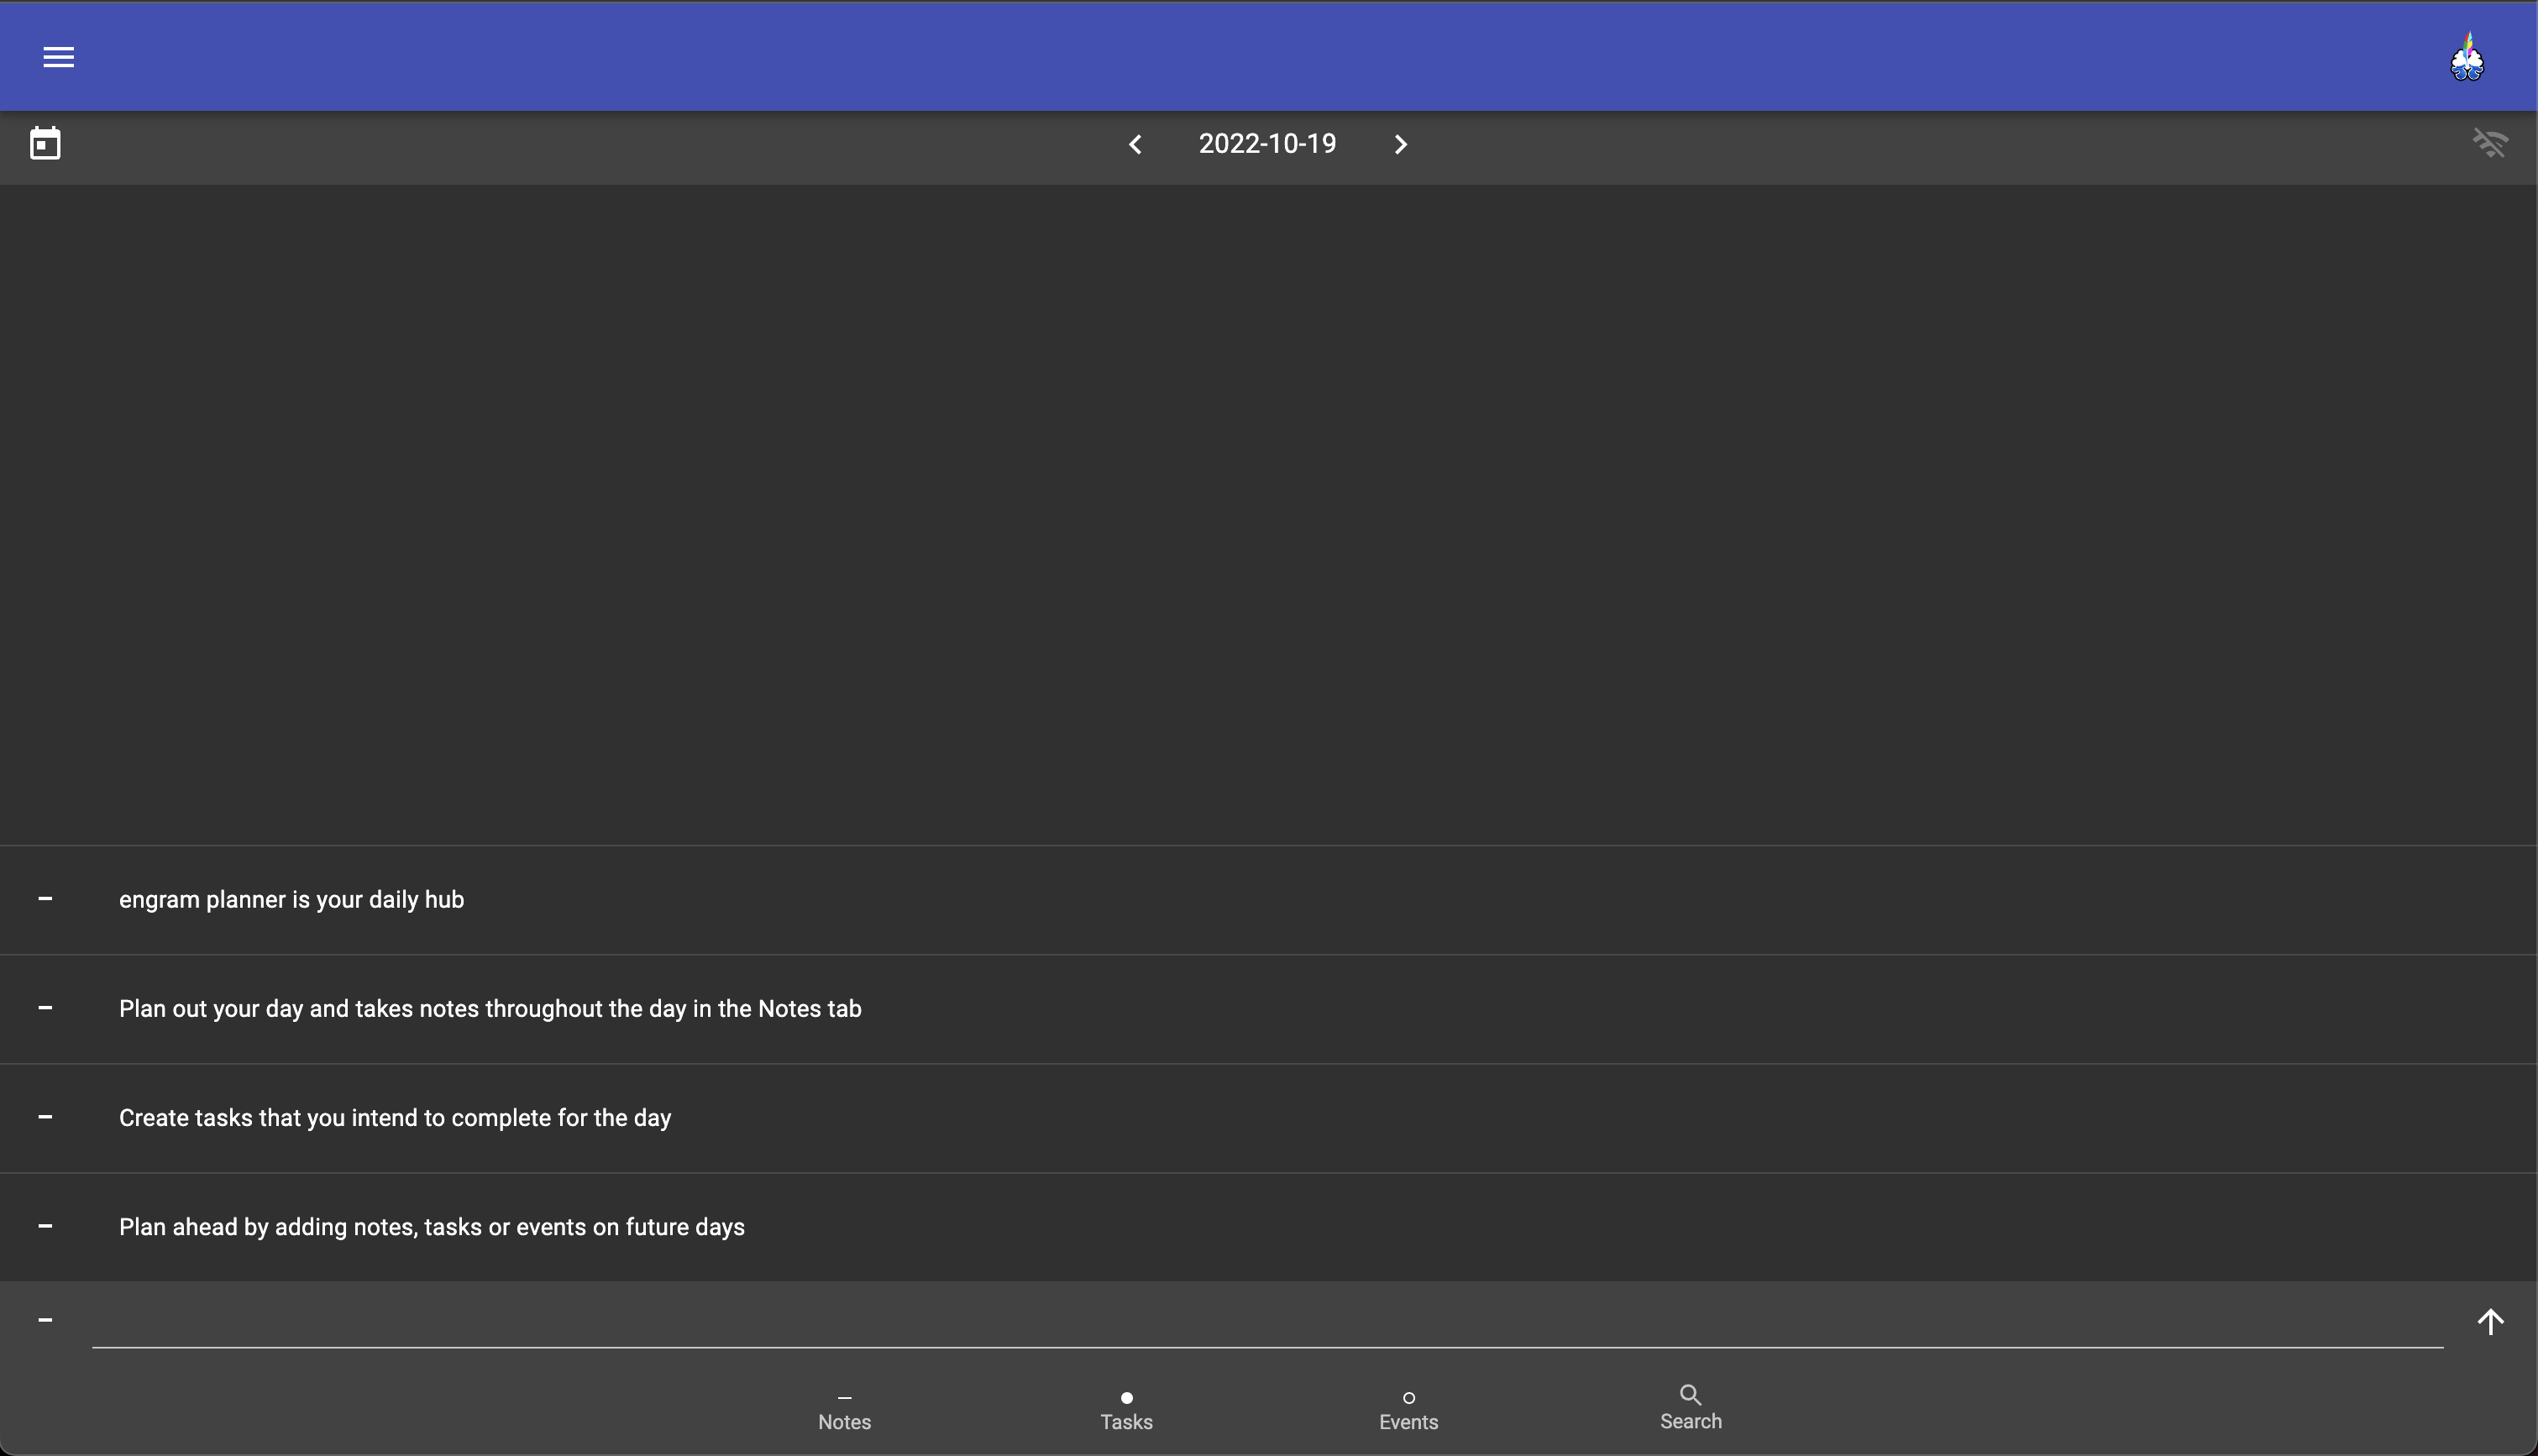 2022-10-19
engram planner is your daily hub
Plan out your day and takes notes throughout the day in the Notes tab
Create tasks that you intend to complete for the day
Plan ahead by adding notes, tasks or events on future days
Notes Tasks Events Search